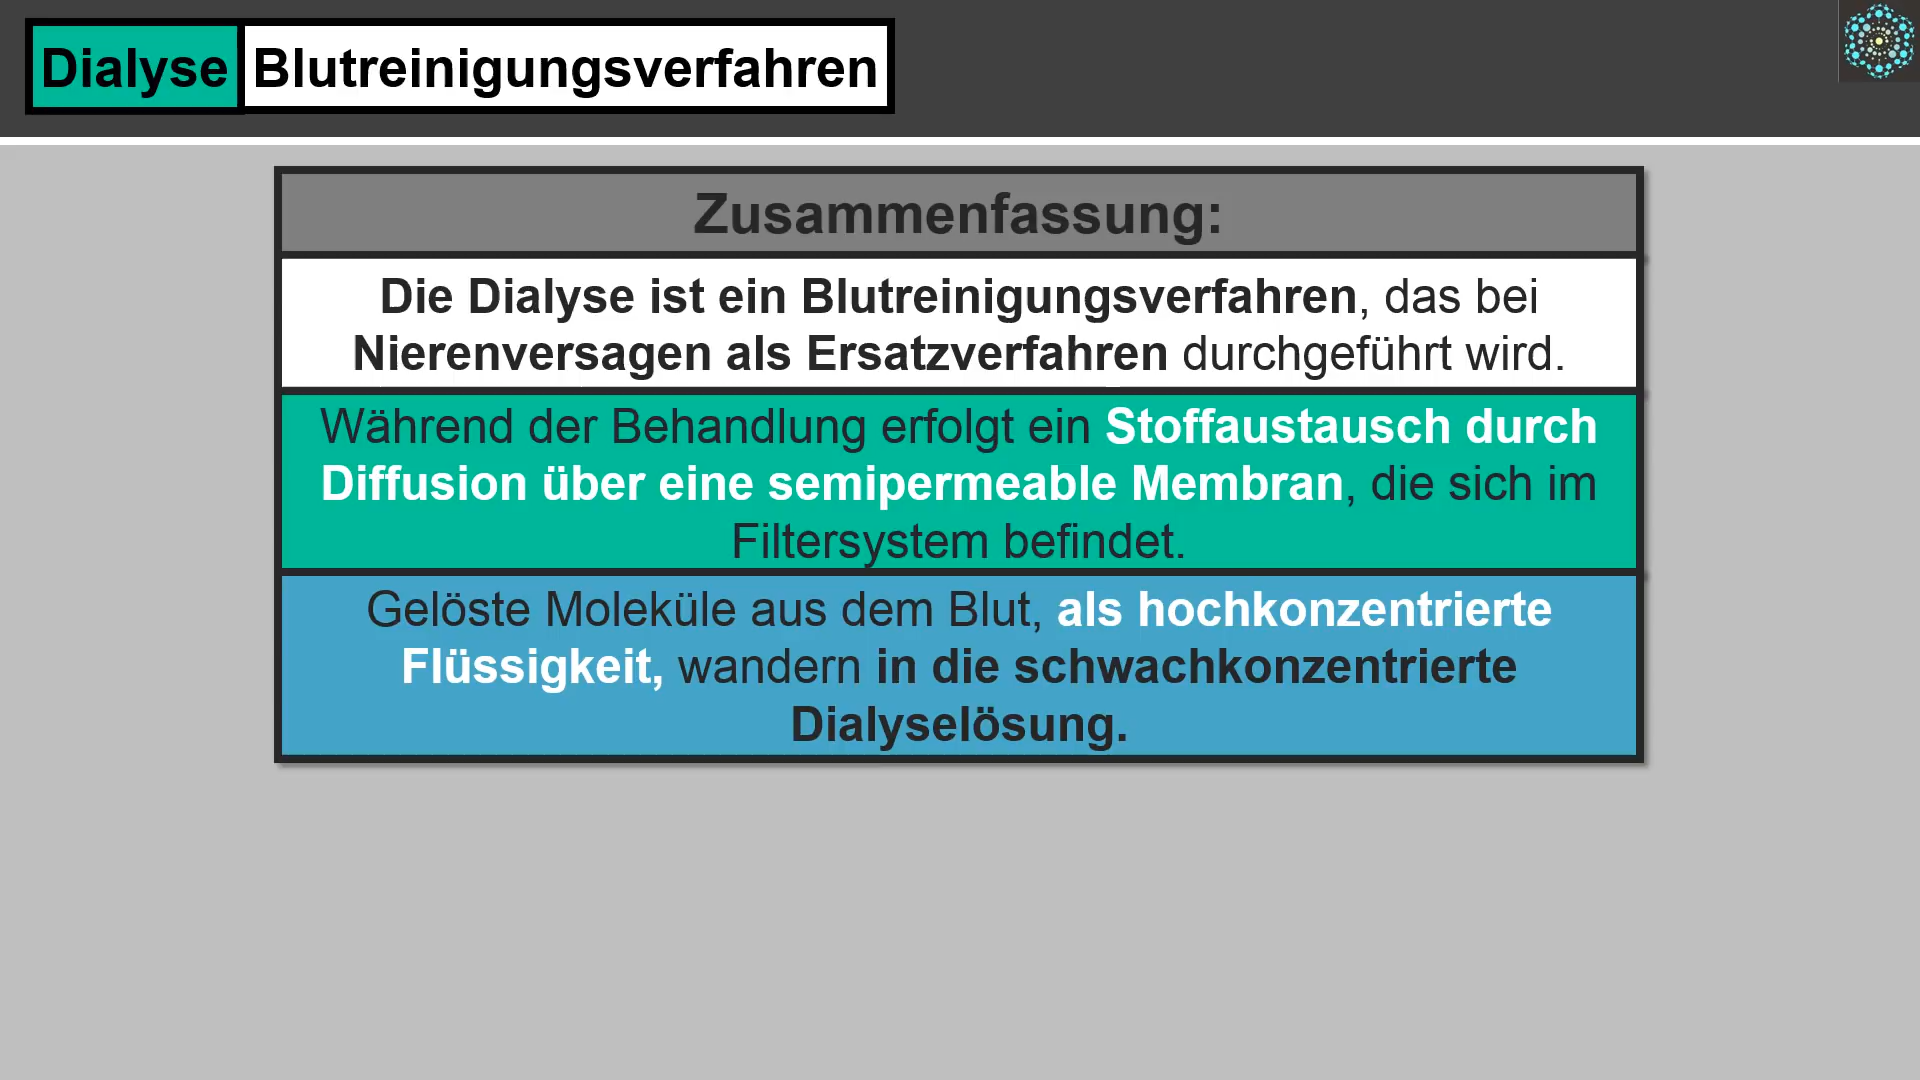 Dialyse Blutreinigungsverfahren
Zusammenfassung:
Die Dialyse ist ein Blutreinigungsverfahren, das bei
Nierenversagen als Ersatzverfahren durchgeführt wird.
Während der Behandlung erfolgt ein Stoffaustausch durch
Diffusion über eine semipermeable Membran, die sich im
Filtersystem befindet.
Gelöste Moleküle aus dem Blut, als hochkonzentrierte
Flüssigkeit, wandern in die schwachkonzentrierte
Dialyselösung.